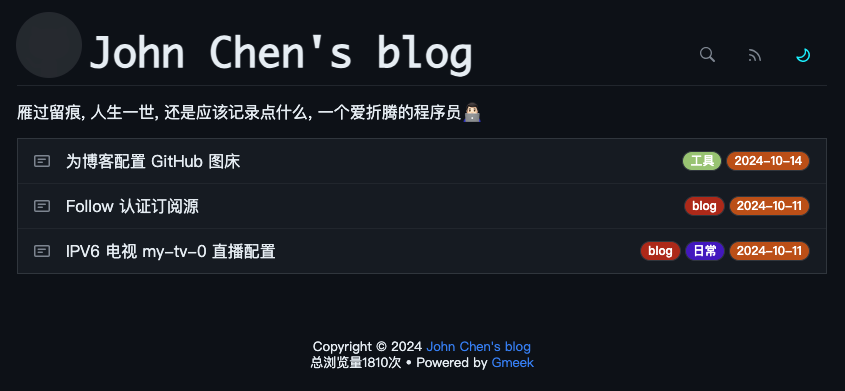 John Chen's blog
雁过留痕, 人生一世, 还是应该记录点什么, 一个爱折腾的程序员👨🏻‍💻
为博客配置 GitHub 图床 工具 2024-10-14
Follow 认证订阅源 blog 2024-10-11
IPV6 电视 my-tv-0 直播配置 blog 日常 2024-10-11
Copyright © 2024 John Chen's blog
总浏览量1810次 • Powered by Gmeek